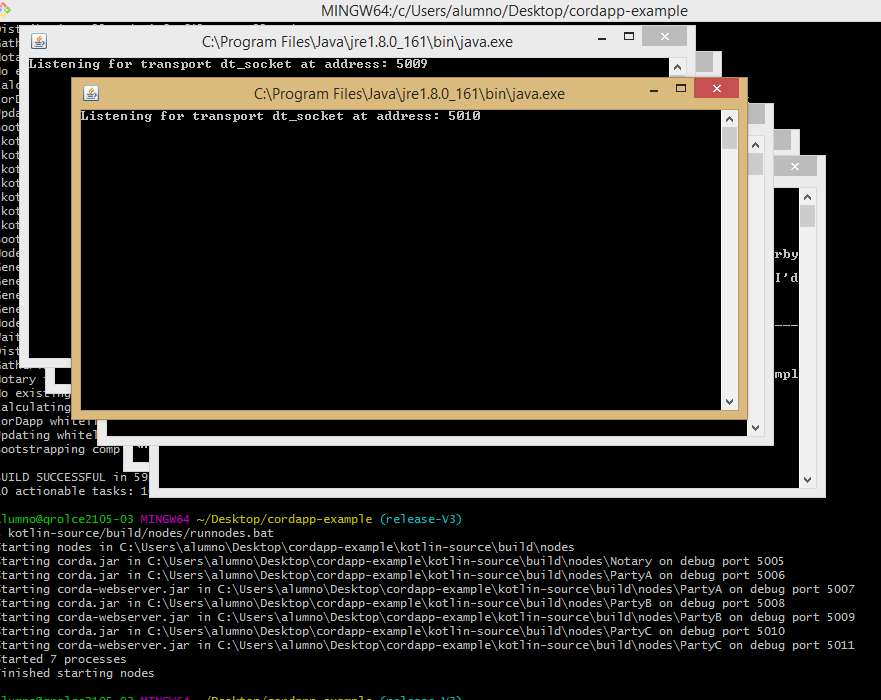 MINGW64:/c/Users/alumno/Desktop/cordapp-example
C:\Program Files\Java\jre1.8.0_161\bin\java.exe
Listening for transport dt_socket at address: 5009
C:\Program Files\Java\jre1.8.0_161\bin\java.exe
Listening for transport dt_socket at address: 5010
rby
I'd
mpl
otary
o existing
alculating
orDapp whitel
pdating whitel
ootstrapping comp
UILD SUCCESSFUL in 59
0 actionable tasks: 1
lumno@qrolce2105-03 MINGW64 ~/Desktop/cordapp-example (release-V3)
kotlin-source/build/nodes/runnodes.bat
tarting nodes in C:\Users\alumno\Desktop\cordapp-example\kotlin-source\build\nodes
tarting corda.jar in C:\Users\alumno\Desktop\cordapp-example\kotlin-source\build\nodes\Notary on debug port 5005
tarting corda.jar in C:\Users\alumno\Desktop\cordapp-example\kotlin-source\build\nodes\PartyA on debug port 5006
tarting corda-webserver.jar in C:\Users\alumno\Desktop\cordapp-example\kotlin-source\build\nodes\PartyA on debug port 5007
tarting corda.jar in C:\Users\alumno\Desktop\cordapp-example\kotlin-source\build\nodes\PartyB on debug port 5008
tarting corda-webserver.jar in C:\Users\alumno\Desktop\cordapp-example\kotlin-source\build\nodes\PartyB on debug port 5009
tarting corda.jar in C:\Users\alumno\Desktop\cordapp-example\kotlin-source\build\nodes\PartyC on debug port 5010
tarting corda-webserver.jar in C:\Users\alumno\Desktop\cordapp-example\kotlin-source\build\nodes\PartyC on debug port 5011
tarted 7 processes
inished starting nodes